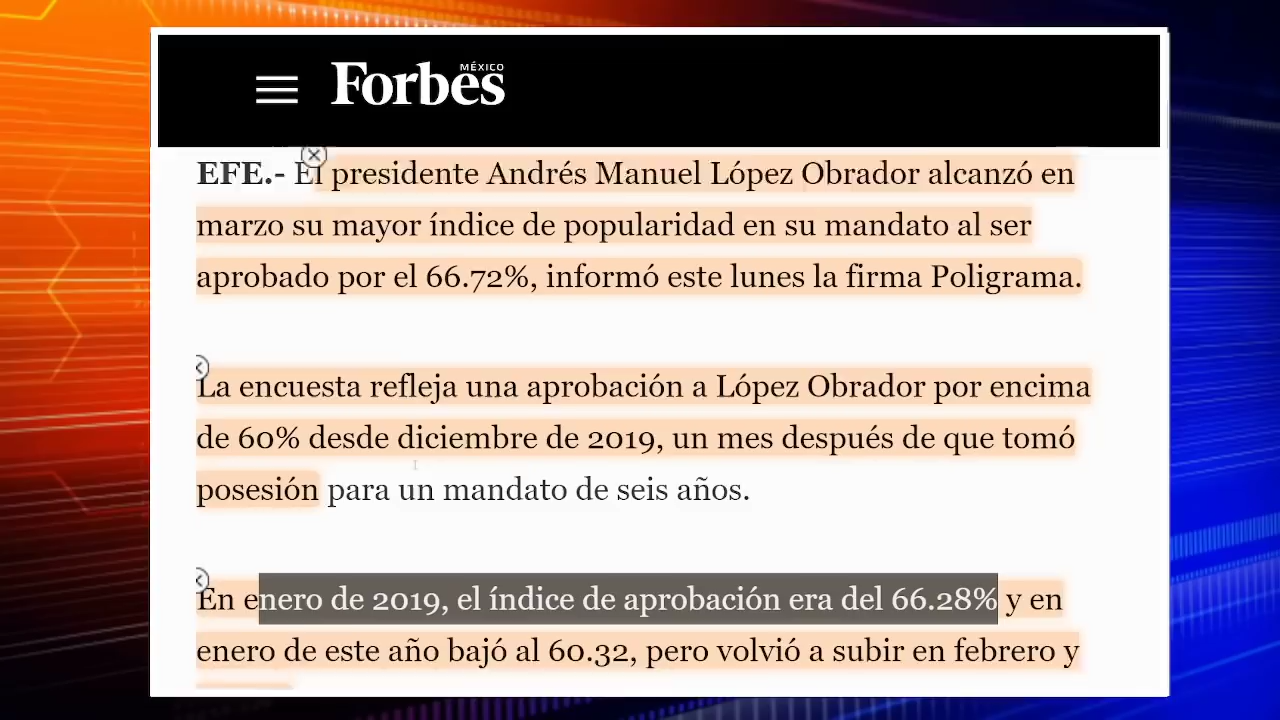 Forbes
MÉXICO
EFE.- El presidente Andrés Manuel López Obrador alcanzó en
marzo su mayor índice de popularidad en su mandato al ser
aprobado por el 66.72%, informó este lunes la firma Poligrama.
La encuesta refleja una aprobación a López Obrador por encima
de 60% desde diciembre de 2019, un mes después de que tomó
posesión para un mandato de seis años.
En enero de 2019, el índice de aprobación era del 66.28% y en
enero de este año bajó al 60.32, pero volvió a subir en febrero y